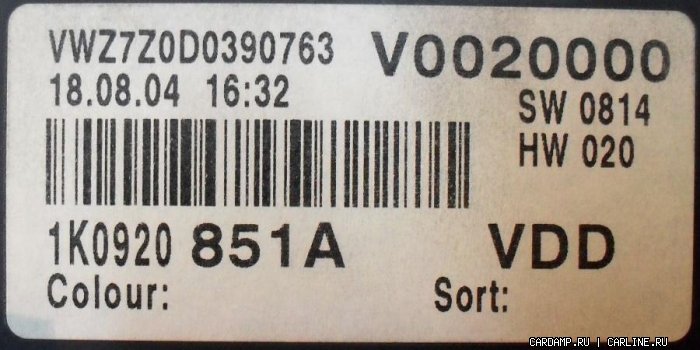 VWZ7Z0D0390763 V0020000
18.08.04 16:32 SW 0814
HW 020
1K0920 851A VDD
Colour: Sort:
CARDAMP.RU | CARLINE.RU